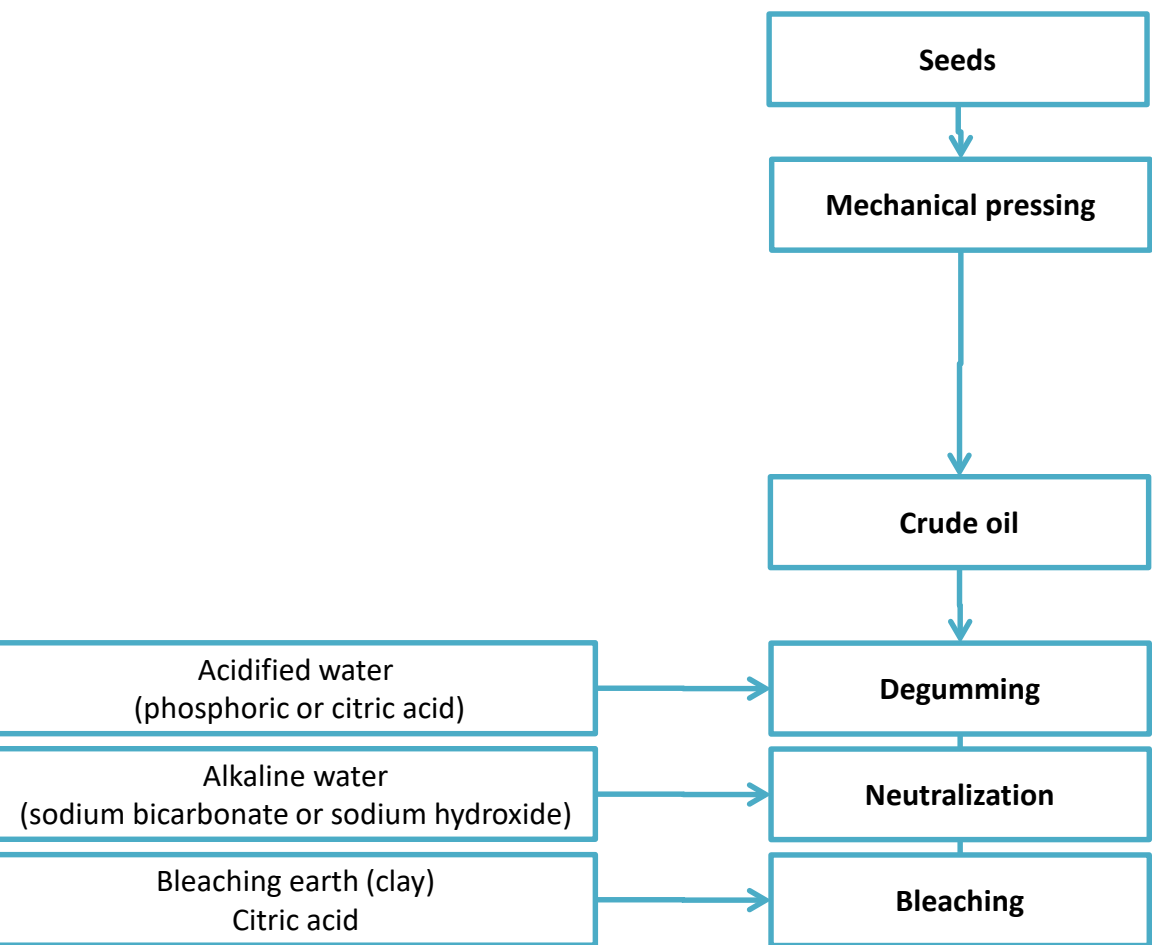 Seeds
Mechanical pressing
Crude oil
Acidified water
(phosphoric or citric acid)
Degumming
Alkaline water
(sodium bicarbonate or sodium hydroxide)
Neutralization
Bleaching earth (clay)
Citric acid
Bleaching